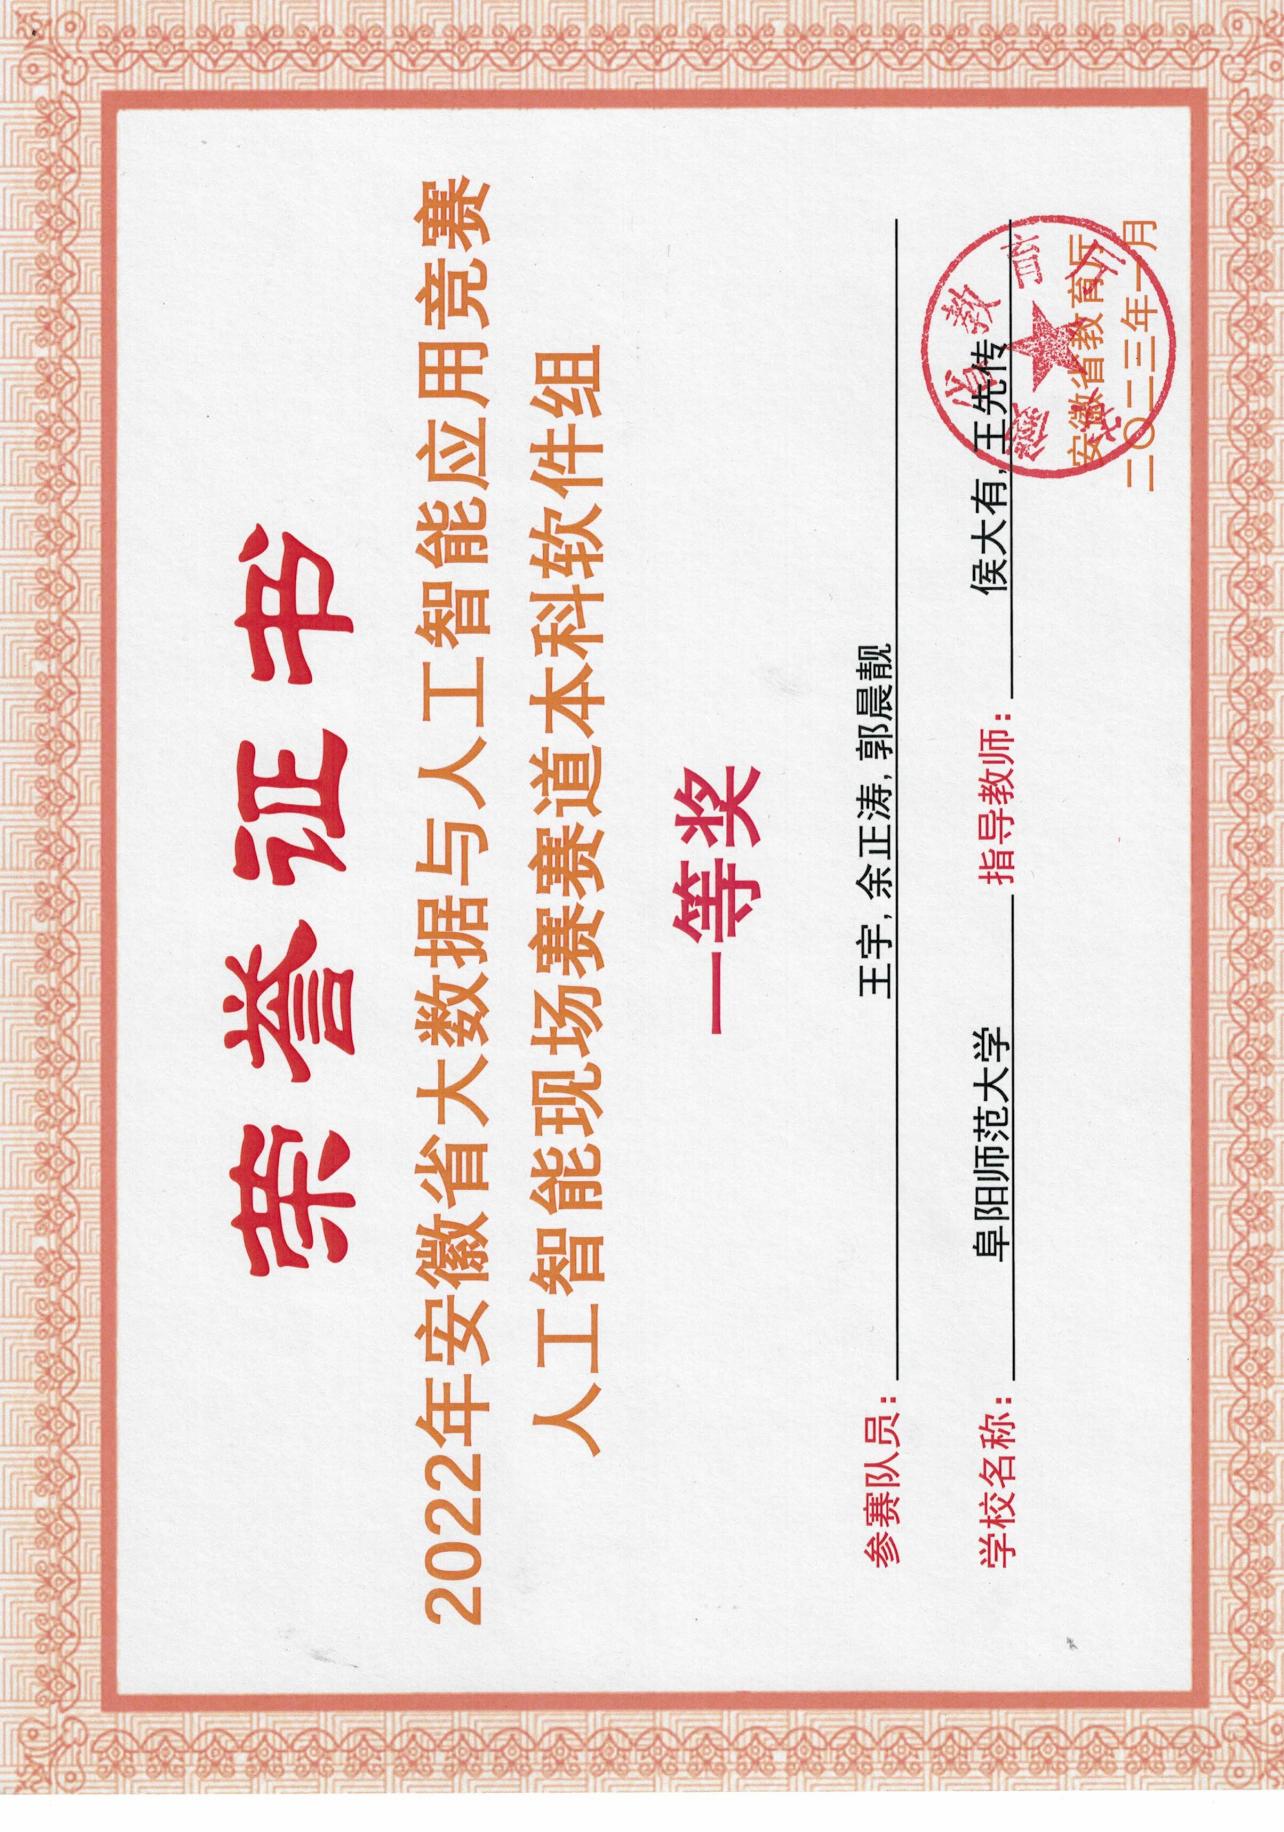 荣誉证书
2022年安徽省大数据与人工智能应用竞赛
人工智能现场赛赛道本科软件组
一等奖
参赛队员：王宇, 余正涛, 郭晨靓
学校名称：阜阳师范大学 指导教师：侯大有, 王先传
安徽省教育厅
安徽省教育厅
二〇二三年一月